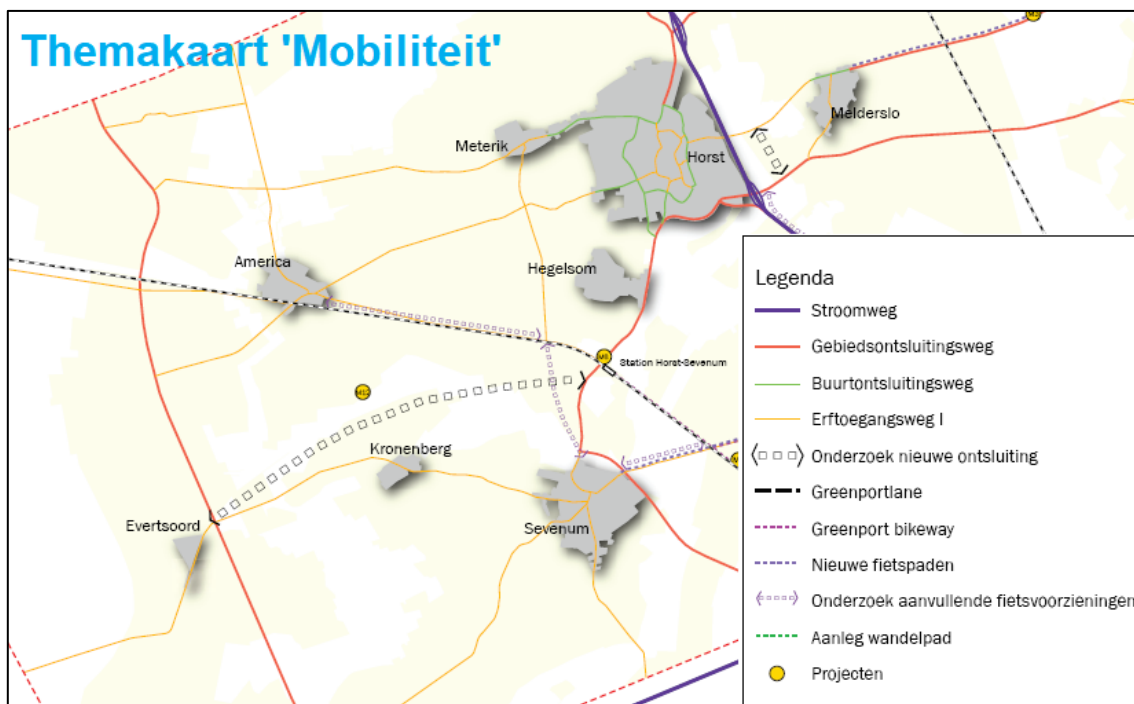 Themakaart 'Mobiliteit'
Melderslo
Meterik
Horst
America
Hegelsom
Station Horst-Sevenum
M12
Kronenberg
Evertsoord
Sevenum
Legenda
Stroomweg
Gebiedsontsluitingsweg
Buurtontsluitingsweg
Erftoegangsweg I
Onderzoek nieuwe ontsluiting
Greenportlane
Greenport bikeway
Nieuwe fietspaden
Onderzoek aanvullende fietsvoorzieningen
Aanleg wandelpad
Projecten